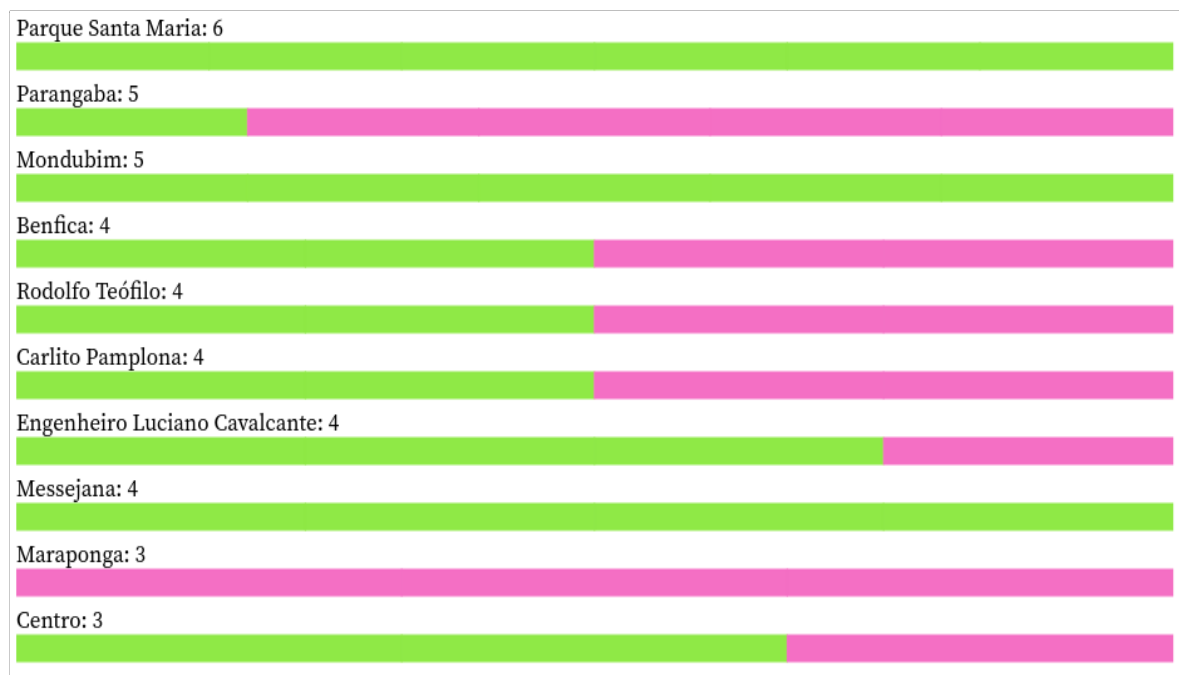 Parque Santa Maria: 6
Parangaba: 5
Mondubim: 5
Benfica: 4
Rodolfo Teófilo: 4
Carlito Pamplona: 4
Engenheiro Luciano Cavalcante: 4
Messejana: 4
Maraponga: 3
Centro: 3